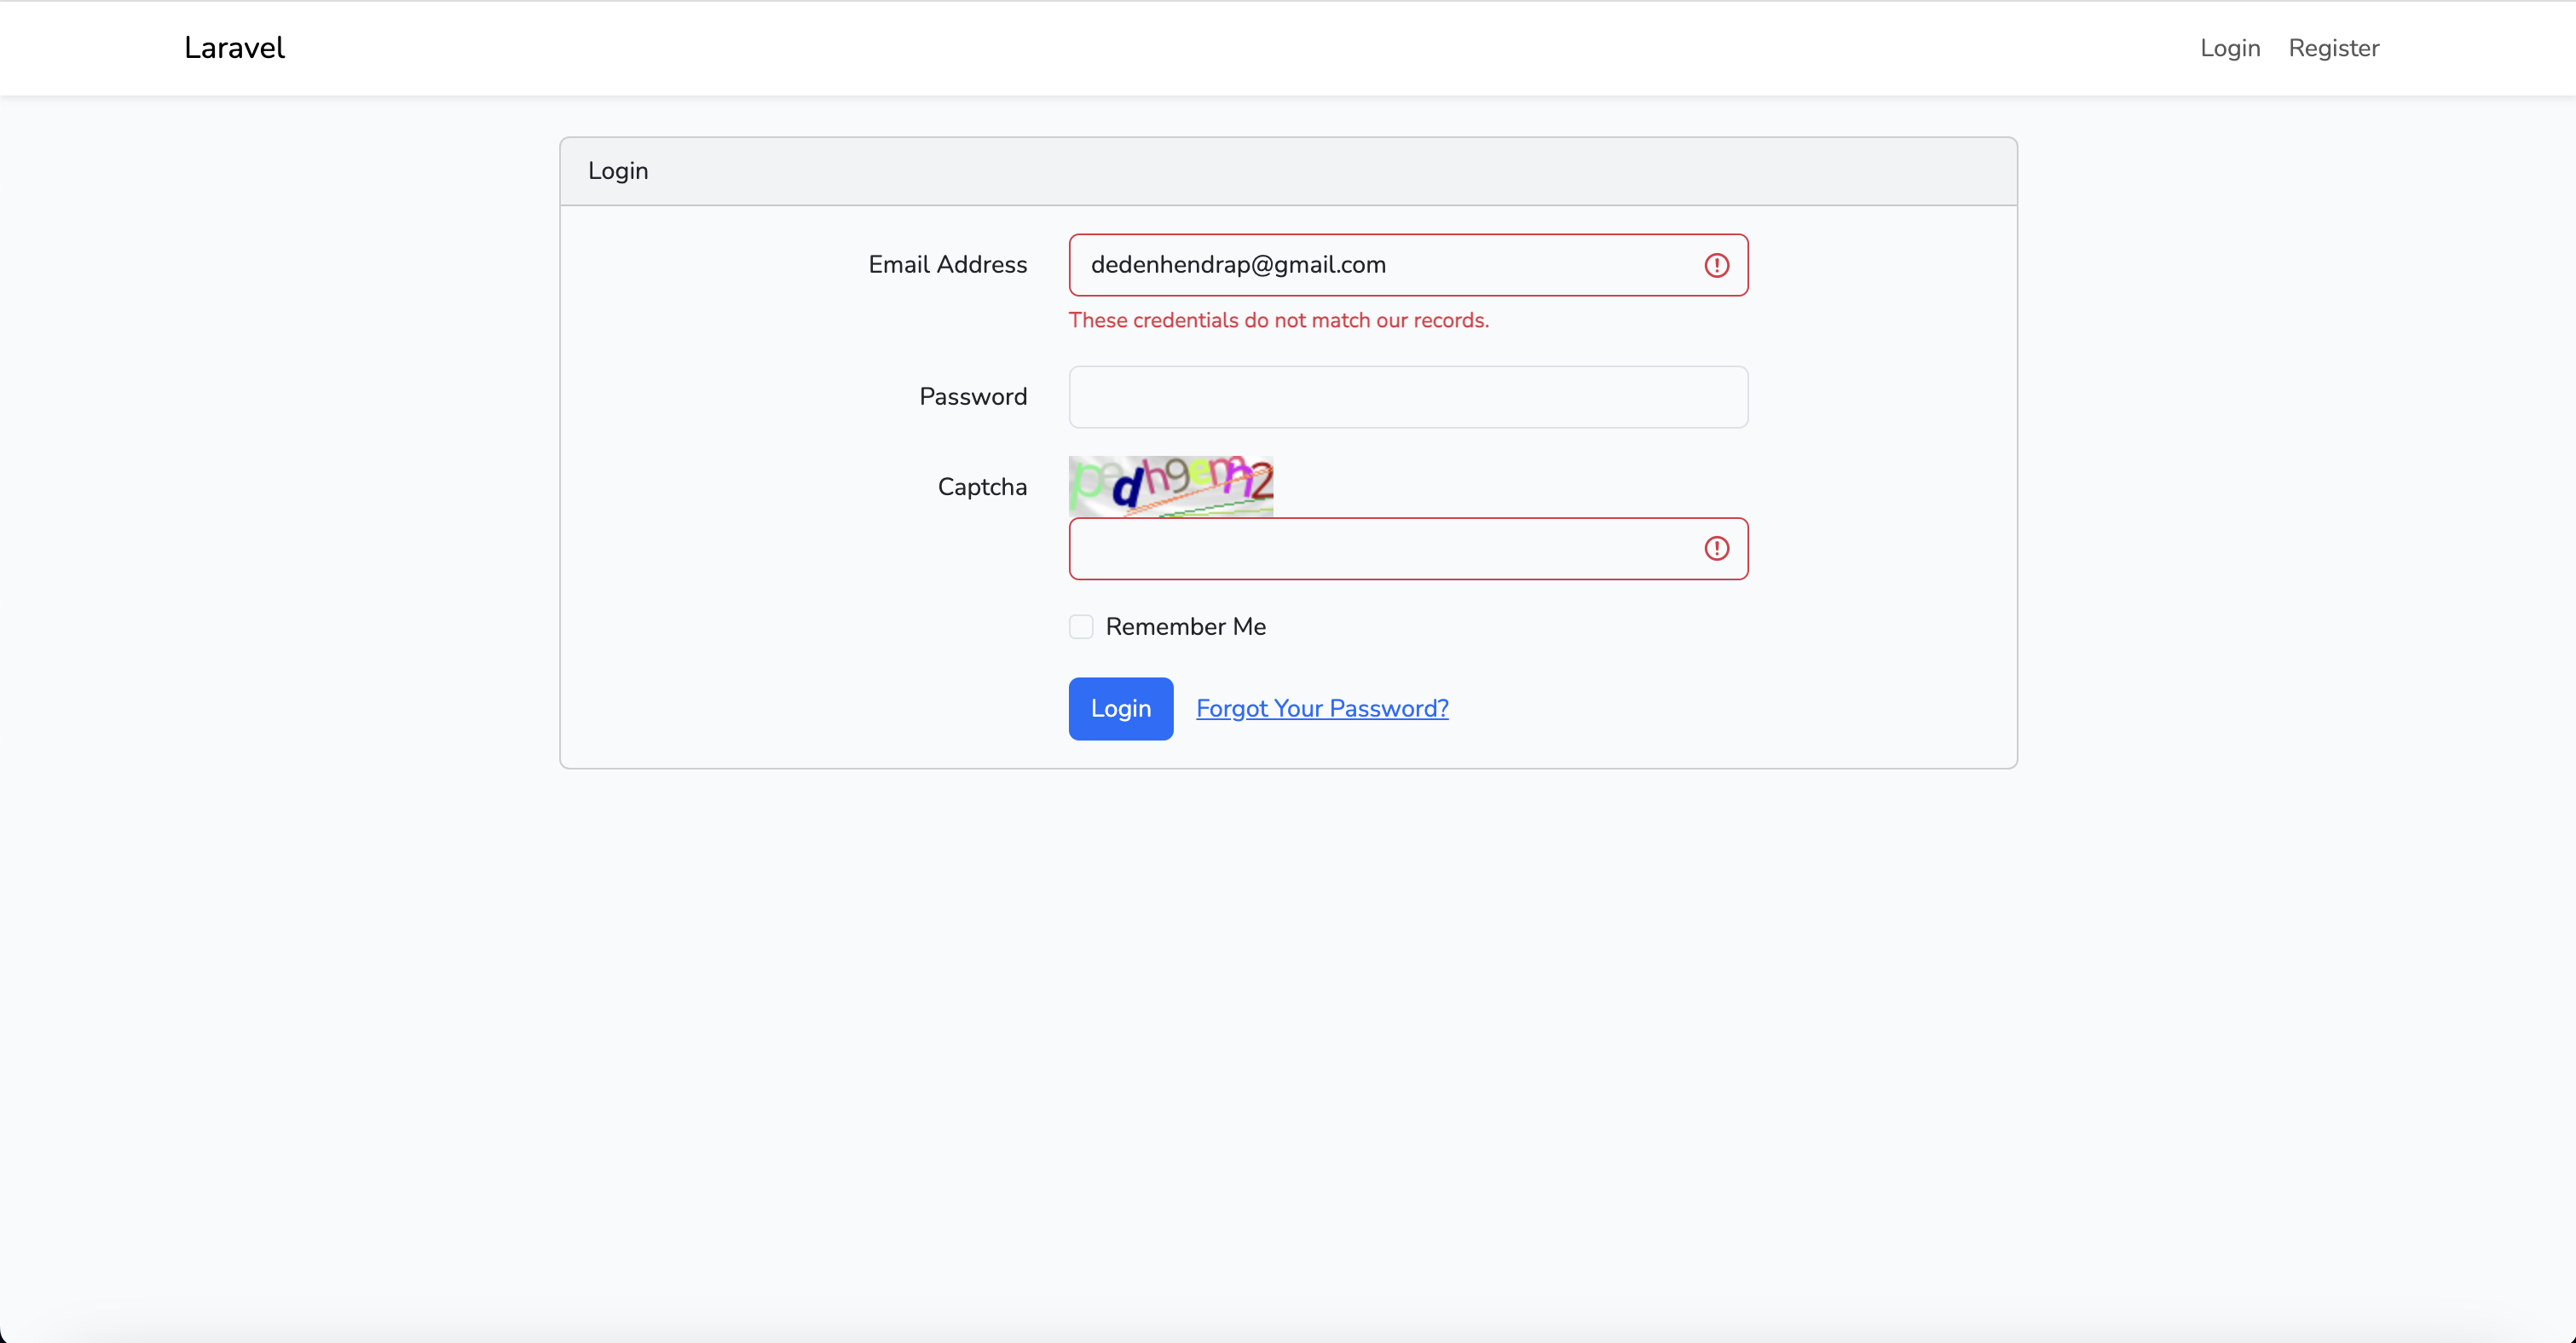 Laravel
Login Register
Login
Email Address dedenhendrap@gmail.com
These credentials do not match our records.
Password
Captcha
Remember Me
Login Forgot Your Password?